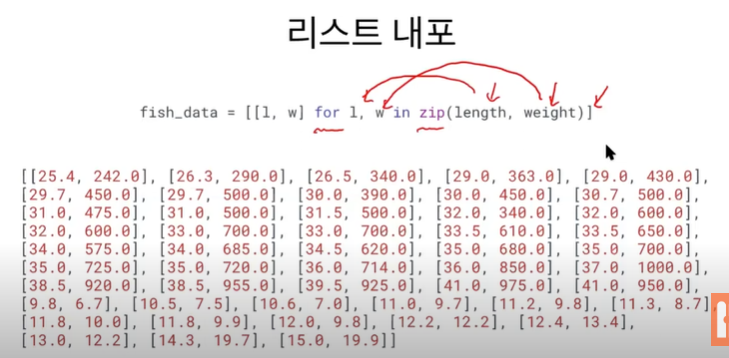 리스트 내포
fish_data = [[l, w] for l, w in zip(length, weight)]
[[25.4, 242.0], [26.3, 290.0], [26.5, 340.0], [29.0, 363.0], [29.0, 430.0],
[29.7, 450.0], [29.7, 500.0], [30.0, 390.0], [30.0, 450.0], [30.7, 500.0],
[31.0, 475.0], [31.0, 500.0], [31.5, 500.0], [32.0, 340.0], [32.0, 600.0],
[32.0, 600.0], [33.0, 700.0], [33.0, 700.0], [33.5, 610.0], [33.5, 650.0],
[34.0, 575.0], [34.0, 685.0], [34.5, 620.0], [35.0, 680.0], [35.0, 700.0],
[35.0, 725.0], [35.0, 720.0], [36.0, 714.0], [36.0, 850.0], [37.0, 1000.0],
[38.5, 920.0], [38.5, 955.0], [39.5, 925.0], [41.0, 975.0], [41.0, 950.0],
[9.8, 6.7], [10.5, 7.5], [10.6, 7.0], [11.0, 9.7], [11.2, 9.8], [11.3, 8.7],
[11.8, 10.0], [11.8, 9.9], [12.0, 9.8], [12.2, 12.2], [12.4, 13.4],
[13.0, 12.2], [14.3, 19.7], [15.0, 19.9]]